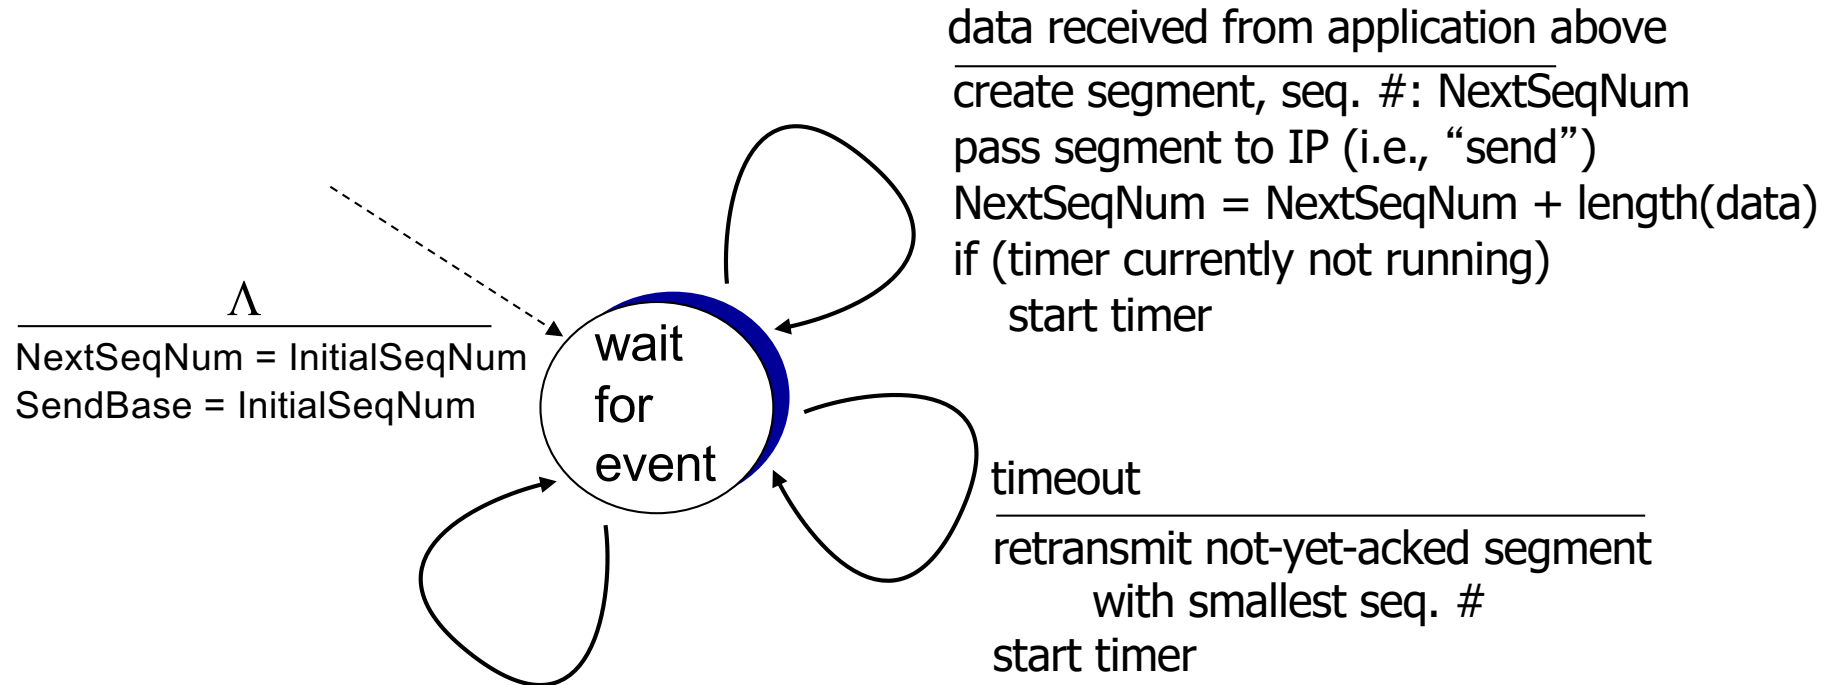 data received from application above
create segment, seq. #: NextSeqNum
pass segment to IP (i.e., “send”)
NextSeqNum = NextSeqNum + length(data)
if (timer currently not running)
start timer
Λ
NextSeqNum = InitialSeqNum
SendBase = InitialSeqNum
wait
for
event
timeout
retransmit not-yet-acked segment
with smallest seq. #
start timer